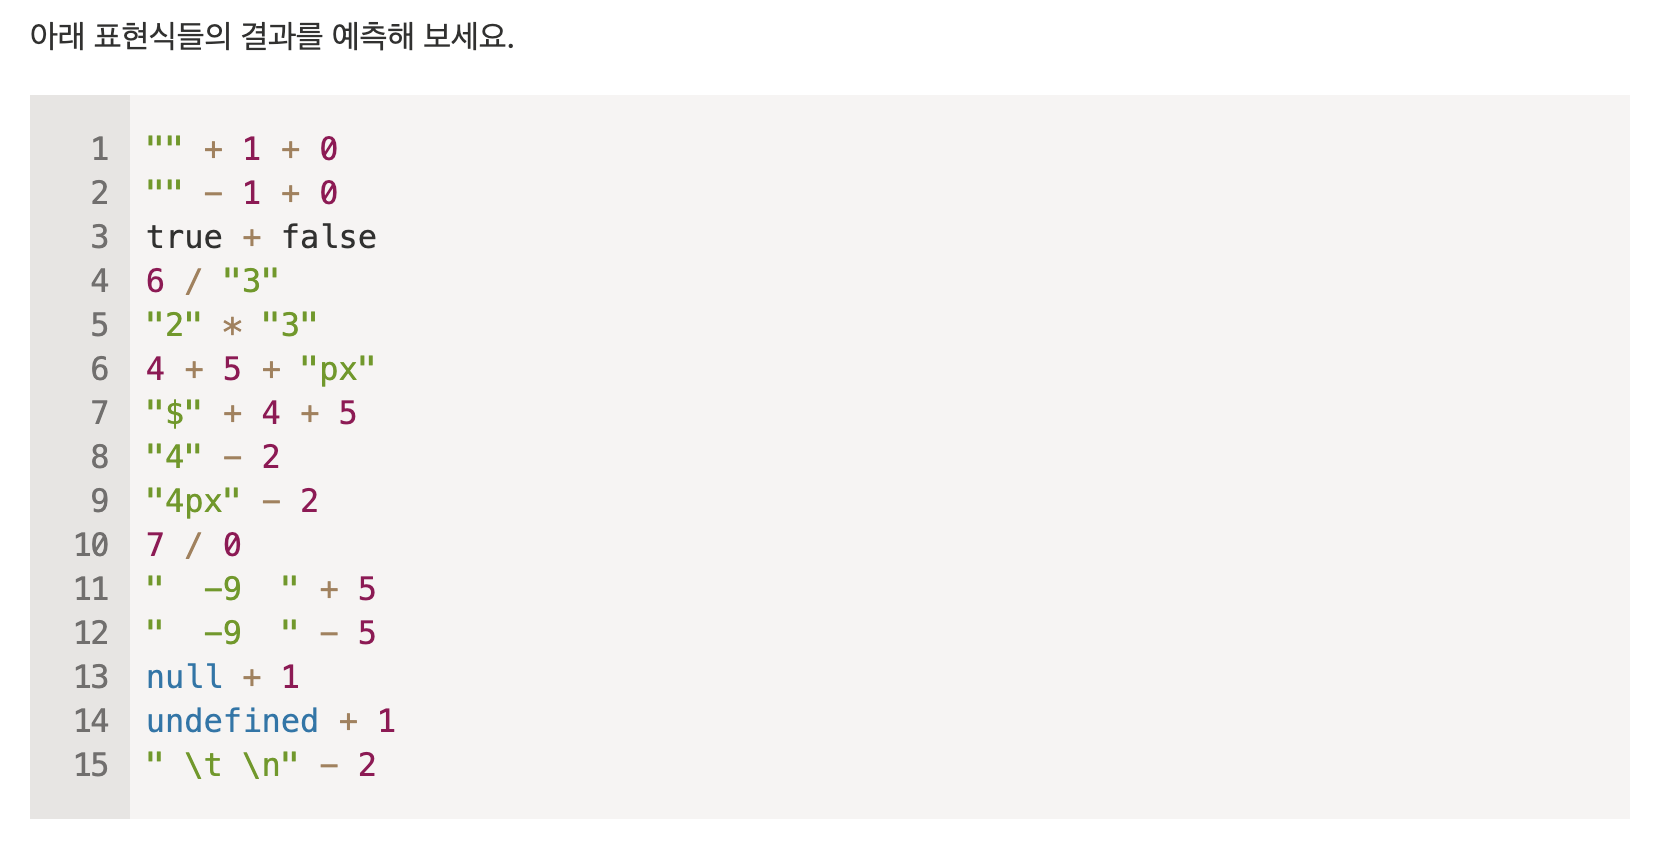 아래 표현식들의 결과를 예측해 보세요.
1 "" + 1 + 0
2 "" - 1 + 0
3 true + false
4 6 / "3"
5 "2" * "3"
6 4 + 5 + "px"
7 "$" + 4 + 5
8 "4" - 2
9 "4px" - 2
10 7 / 0
11 "  -9  " + 5
12 "  -9  " - 5
13 null + 1
14 undefined + 1
15 " \t \n" - 2